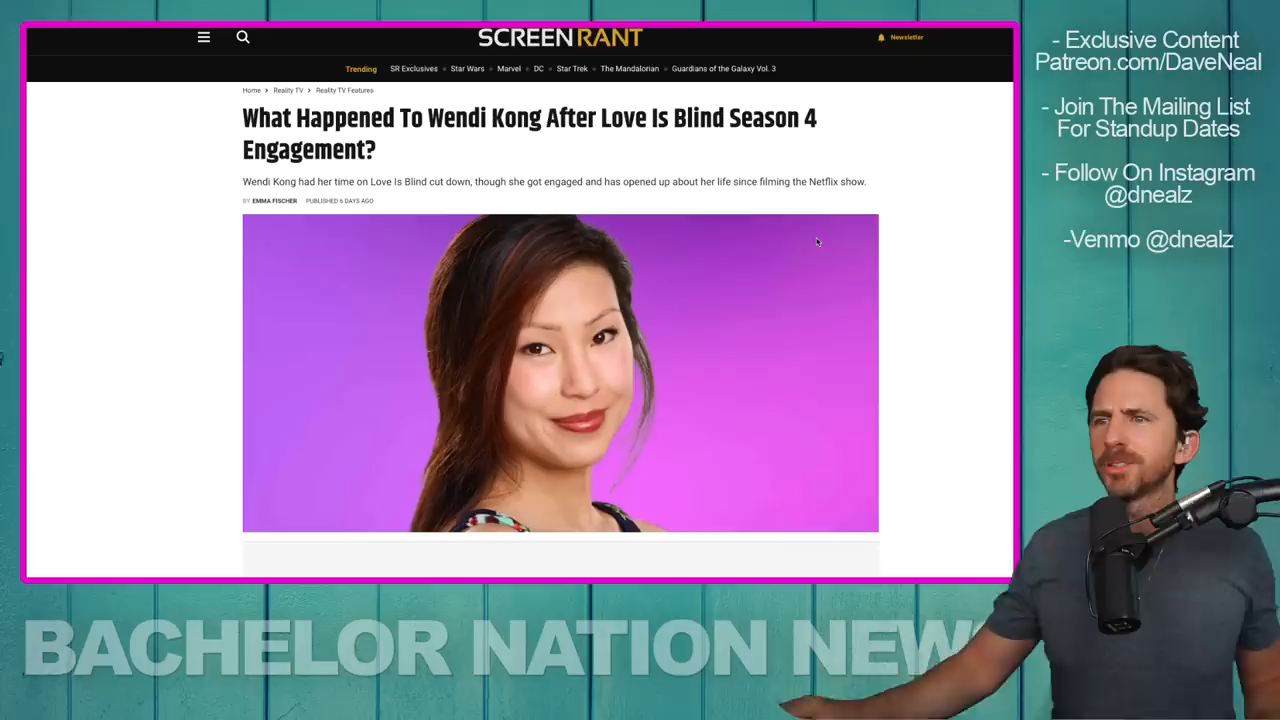 SCREENRANT
Newsletter
Trending SR Exclusives Star Wars Marvel DC Star Trek The Mandalorian Guardians of the Galaxy Vol. 3
Home > Reality TV > Reality TV Features
What Happened To Wendi Kong After Love Is Blind Season 4
Engagement?
Wendi Kong had her time on Love Is Blind cut down, though she got engaged and has opened up about her life since filming the Netflix show.
BY EMMA FISCHER PUBLISHED 6 DAYS AGO
- Exclusive Content
Patreon.com/DaveNeal
- Join The Mailing List
For Standup Dates
- Follow On Instagram
@dnealz
-Venmo @dnealz
BACHELOR NATION NEW